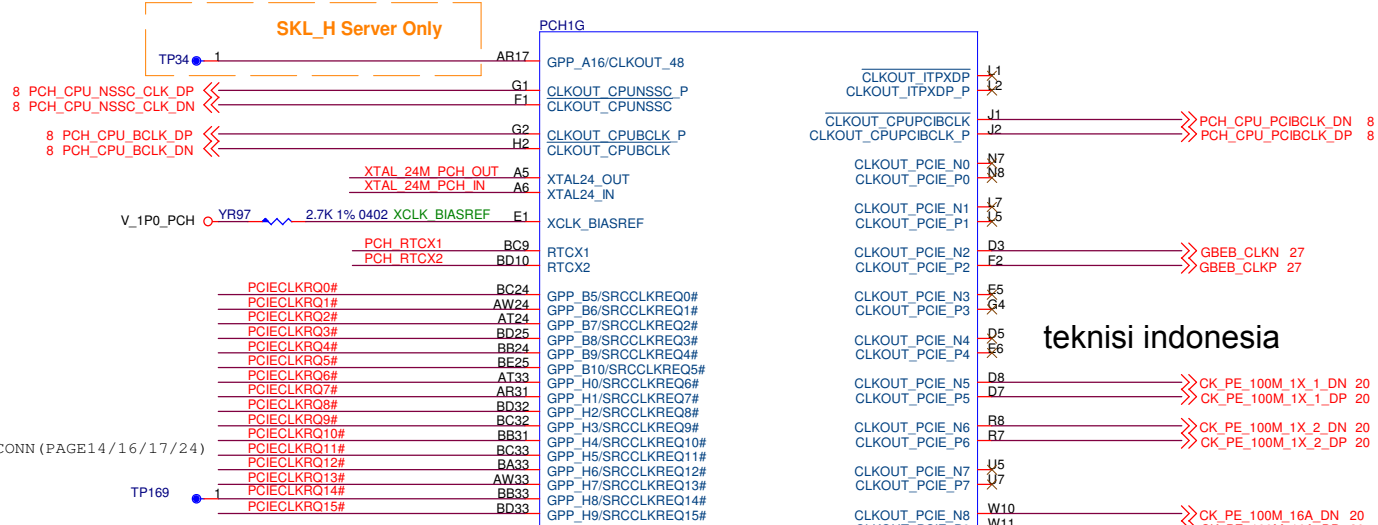 SKL_H Server Only
PCH1G
TP34 1 AR17 GPP_A16/CLKOUT_48
CLKOUT_ITPXDP L1
CLKOUT_ITPXDP_P L2
8 PCH_CPU_NSSC_CLK_DP G1 CLKOUT_CPUNSSC_P
8 PCH_CPU_NSSC_CLK_DN F1 CLKOUT_CPUNSSC
CLKOUT_CPUPCIBCLK J1 PCH_CPU_PCIBCLK_DN 8
CLKOUT_CPUPCIBCLK_P J2 PCH_CPU_PCIBCLK_DP 8
8 PCH_CPU_BCLK_DP G2 CLKOUT_CPUBCLK_P
8 PCH_CPU_BCLK_DN H2 CLKOUT_CPUBCLK
CLKOUT_PCIE_N0 N7
CLKOUT_PCIE_P0 N8
XTAL_24M_PCH_OUT A5 XTAL24_OUT
XTAL_24M_PCH_IN A6 XTAL24_IN
CLKOUT_PCIE_N1 L7
CLKOUT_PCIE_P1 L5
V_1P0_PCH YR97 2.7K 1% 0402 XCLK_BIASREF E1 XCLK_BIASREF
PCH_RTCX1 BC9 RTCX1
PCH_RTCX2 BD10 RTCX2
CLKOUT_PCIE_N2 D3 GBEB_CLKN 27
CLKOUT_PCIE_P2 F2 GBEB_CLKP 27
PCIECLKRQ0# BC24 GPP_B5/SRCCLKREQ0#
PCIECLKRQ1# AW24 GPP_B6/SRCCLKREQ1#
PCIECLKRQ2# AT24 GPP_B7/SRCCLKREQ2#
PCIECLKRQ3# BD25 GPP_B8/SRCCLKREQ3#
PCIECLKRQ4# BB24 GPP_B9/SRCCLKREQ4#
PCIECLKRQ5# BE25 GPP_B10/SRCCLKREQ5#
PCIECLKRQ6# AT33 GPP_H0/SRCCLKREQ6#
PCIECLKRQ7# AR31 GPP_H1/SRCCLKREQ7#
PCIECLKRQ8# BD32 GPP_H2/SRCCLKREQ8#
PCIECLKRQ9# BC32 GPP_H3/SRCCLKREQ9#
PCIECLKRQ10# BB31 GPP_H4/SRCCLKREQ10#
PCIECLKRQ11# BC33 GPP_H5/SRCCLKREQ11#
PCIECLKRQ12# BA33 GPP_H6/SRCCLKREQ12#
PCIECLKRQ13# AW33 GPP_H7/SRCCLKREQ13#
PCIECLKRQ14# BB33 GPP_H8/SRCCLKREQ14#
PCIECLKRQ15# BD33 GPP_H9/SRCCLKREQ15#
CONN(PAGE14/16/17/24)
TP169 1
CLKOUT_PCIE_N3 E5
CLKOUT_PCIE_P3 G4
CLKOUT_PCIE_N4 D5
CLKOUT_PCIE_P4 E6
teknisi indonesia
CLKOUT_PCIE_N5 D8 CK_PE_100M_1X_1_DN 20
CLKOUT_PCIE_P5 D7 CK_PE_100M_1X_1_DP 20
CLKOUT_PCIE_N6 R8 CK_PE_100M_1X_2_DN 20
CLKOUT_PCIE_P6 R7 CK_PE_100M_1X_2_DP 20
CLKOUT_PCIE_N7 U5
CLKOUT_PCIE_P7 U7
CLKOUT_PCIE_N8 W10 CK_PE_100M_16A_DN 20
W11